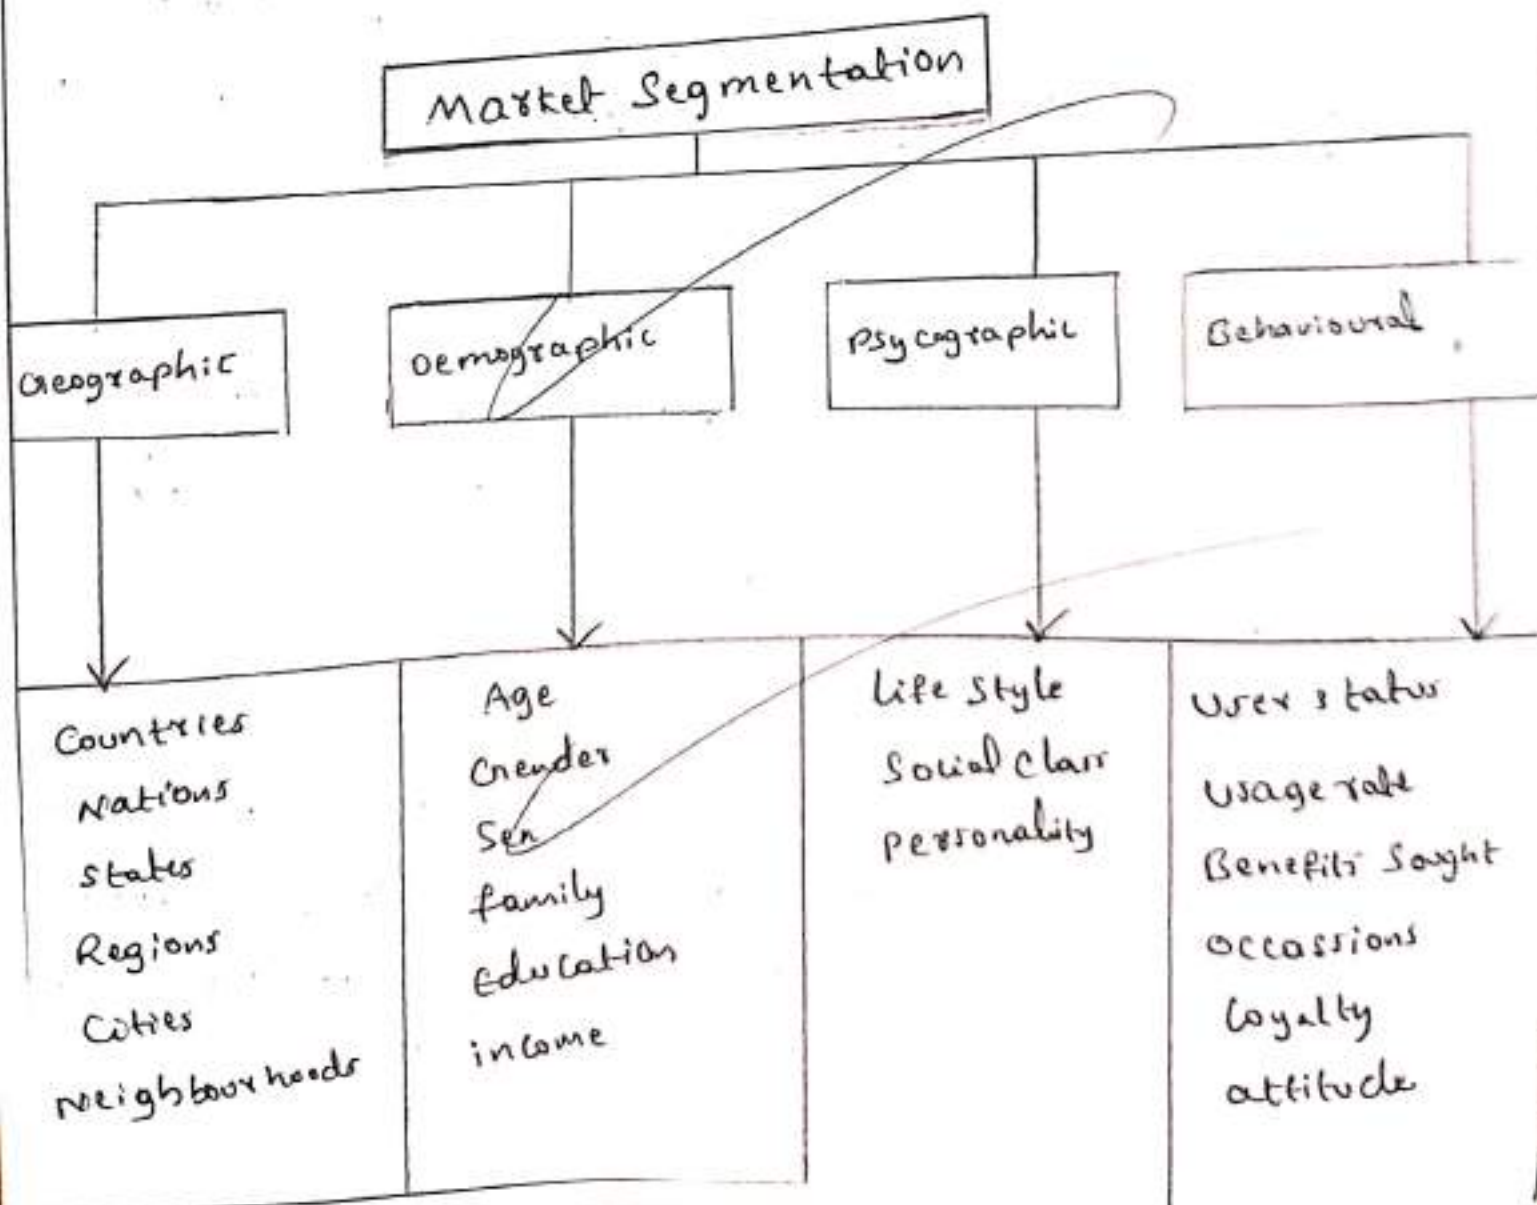 Market Segmentation
Geographic
Demographic
Psycographic
Behavioural
Countries
Nations
States
Regions
Cities
Neighbourhoods
Age
Gender
Sex
family
Education
income
Life Style
Social Class
personality
User status
Usage rate
Benefits Sought
Occassions
loyalty
attitude